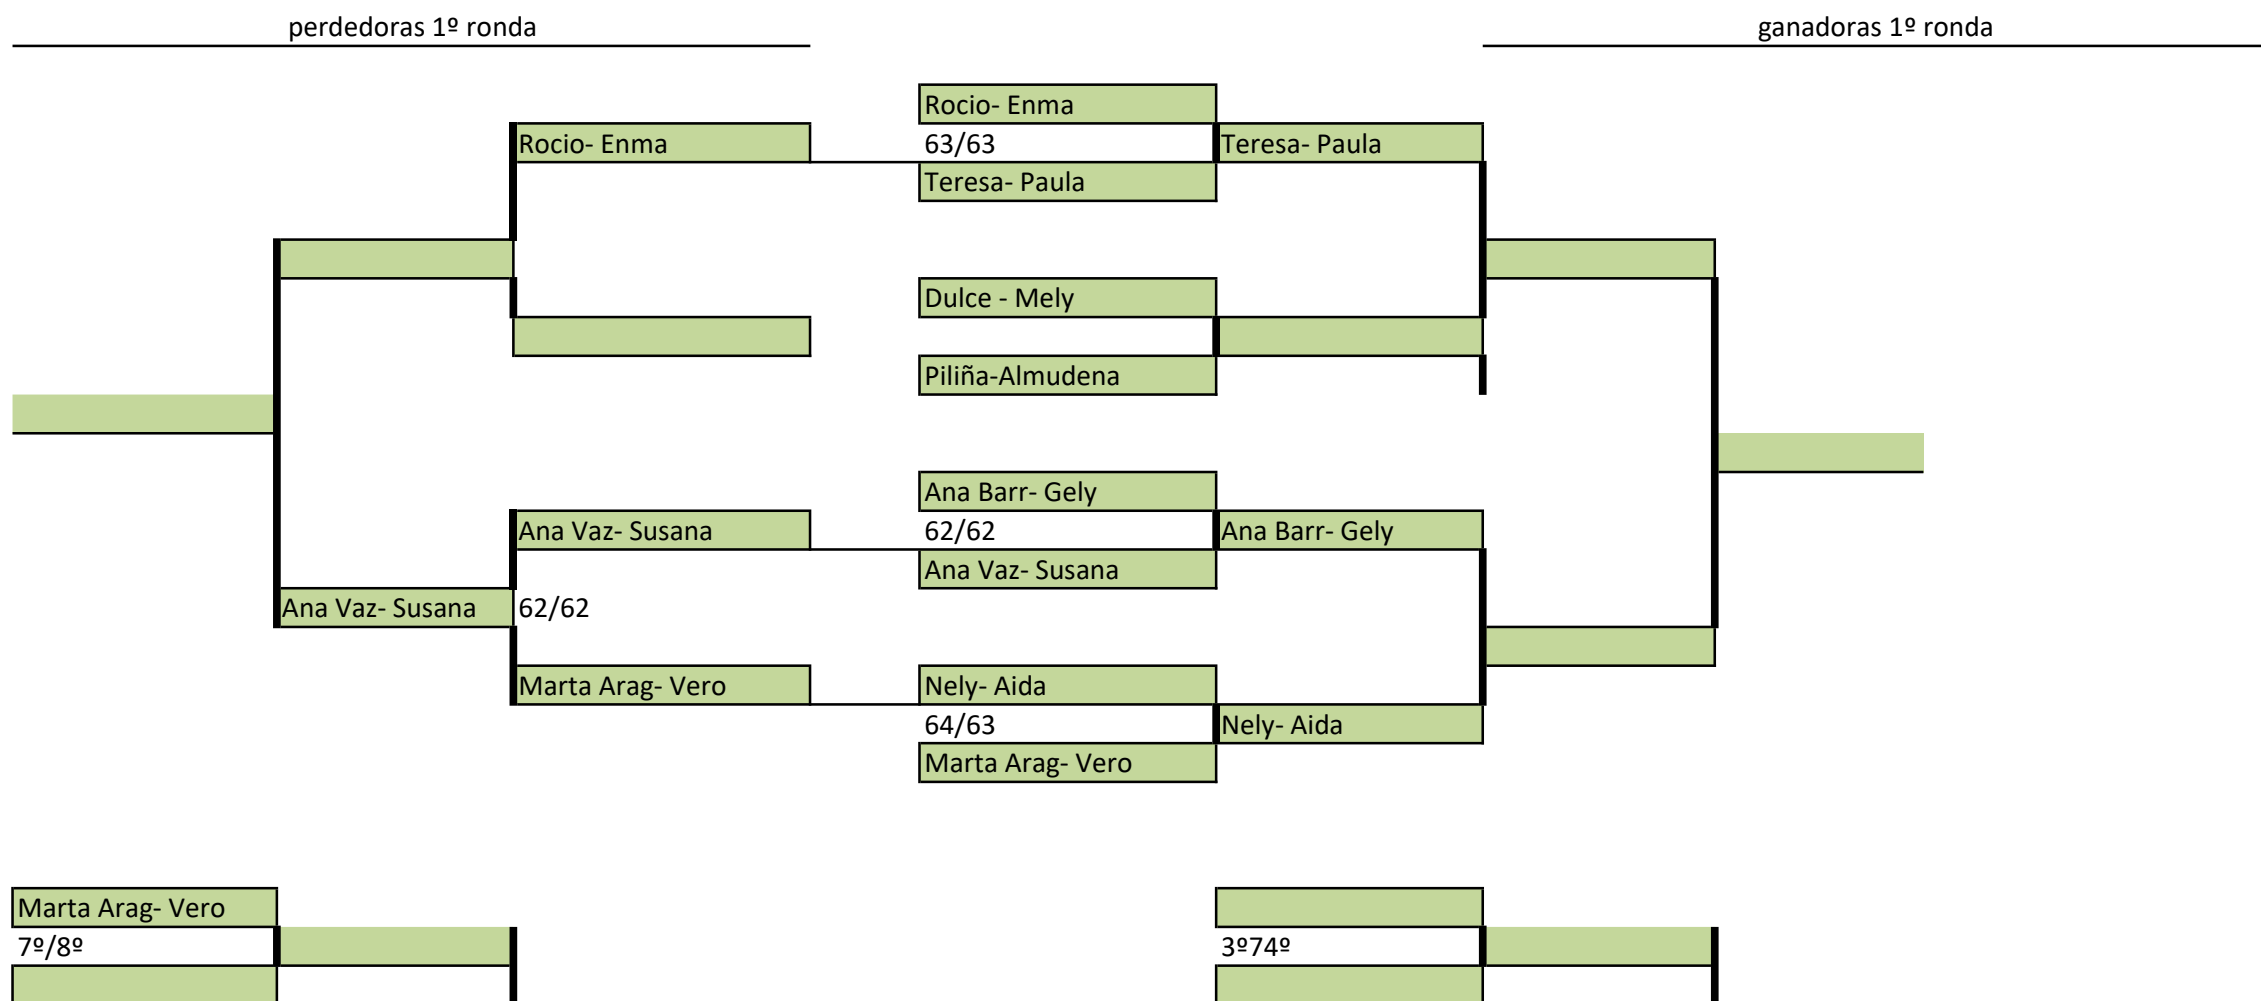 perdedoras 1º ronda
ganadoras 1º ronda
Rocio- Enma
Rocio- Enma
63/63
Teresa- Paula
Teresa- Paula
Dulce - Mely
Piliña-Almudena
Ana Barr- Gely
Ana Vaz- Susana
62/62
Ana Barr- Gely
Ana Vaz- Susana
Ana Vaz- Susana
62/62
Marta Arag- Vero
Nely- Aida
64/63
Nely- Aida
Marta Arag- Vero
Marta Arag- Vero
7º/8º
3º74º